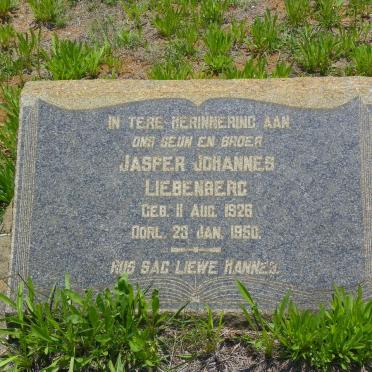 IN TERE HERINNERING AAN
ONS SEUN EN BROER
JASPER JOHANNES
LIEBENBERG
GEB. 11 AUG. 1926
OORL. 23 JAN. 1950.
RUS SAG LIEWE HANNES.